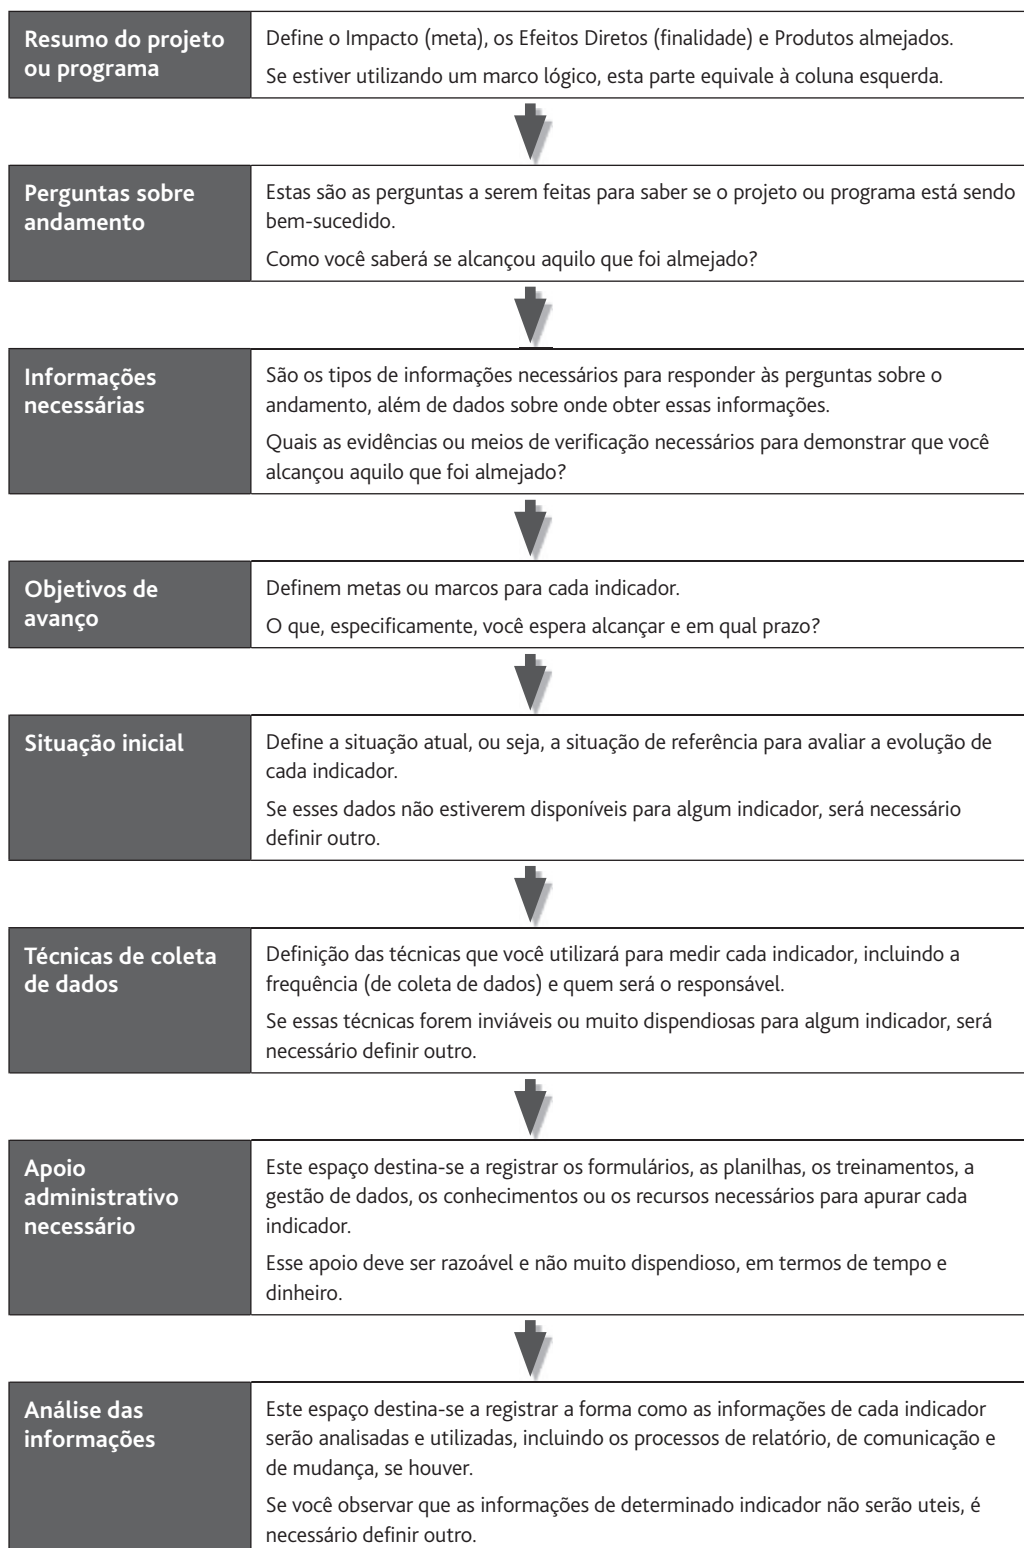 Resumo do projeto
ou programa
Define o Impacto (meta), os Efeitos Diretos (finalidade) e Produtos almejados.
Se estiver utilizando um marco lógico, esta parte equivale à coluna esquerda.
Perguntas sobre
andamento
Estas são as perguntas a serem feitas para saber se o projeto ou programa está sendo
bem-sucedido.
Como você saberá se alcançou aquilo que foi almejado?
Informações
necessárias
São os tipos de informações necessários para responder às perguntas sobre o
andamento, além de dados sobre onde obter essas informações.
Quais as evidências ou meios de verificação necessários para demonstrar que você
alcançou aquilo que foi almejado?
Objetivos de
avanço
Definem metas ou marcos para cada indicador.
O que, especificamente, você espera alcançar e em qual prazo?
Situação inicial
Define a situação atual, ou seja, a situação de referência para avaliar a evolução de
cada indicador.
Se esses dados não estiverem disponíveis para algum indicador, será necessário
definir outro.
Técnicas de coleta
de dados
Definição das técnicas que você utilizará para medir cada indicador, incluindo a
frequência (de coleta de dados) e quem será o responsável.
Se essas técnicas forem inviáveis ou muito dispendiosas para algum indicador, será
necessário definir outro.
Apoio
administrativo
necessário
Este espaço destina-se a registrar os formulários, as planilhas, os treinamentos, a
gestão de dados, os conhecimentos ou os recursos necessários para apurar cada
indicador.
Esse apoio deve ser razoável e não muito dispendioso, em termos de tempo e
dinheiro.
Análise das
informações
Este espaço destina-se a registrar a forma como as informações de cada indicador
serão analisadas e utilizadas, incluindo os processos de relatório, de comunicação e
de mudança, se houver.
Se você observar que as informações de determinado indicador não serão uteis, é
necessário definir outro.